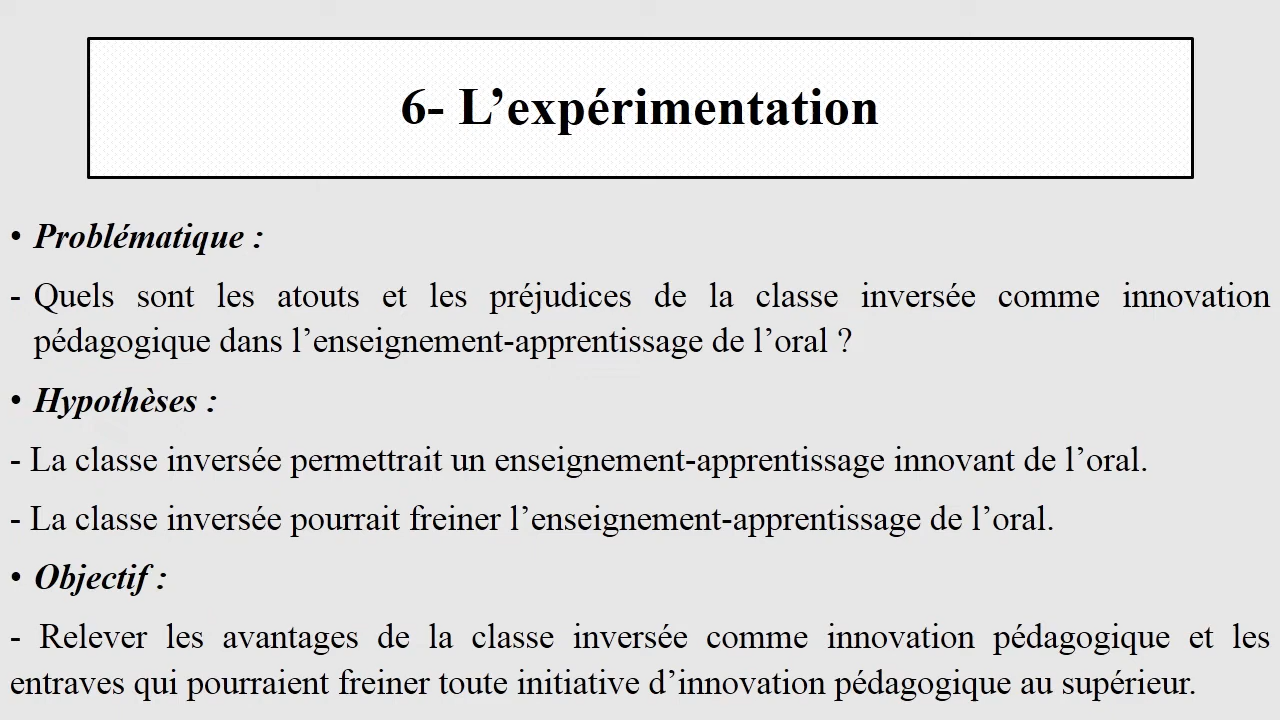 6- L’expérimentation
• Problématique :
- Quels sont les atouts et les préjudices de la classe inversée comme innovation
pédagogique dans l’enseignement-apprentissage de l’oral ?
• Hypothèses :
- La classe inversée permettrait un enseignement-apprentissage innovant de l’oral.
- La classe inversée pourrait freiner l’enseignement-apprentissage de l’oral.
• Objectif :
- Relever les avantages de la classe inversée comme innovation pédagogique et les
entraves qui pourraient freiner toute initiative d’innovation pédagogique au supérieur.